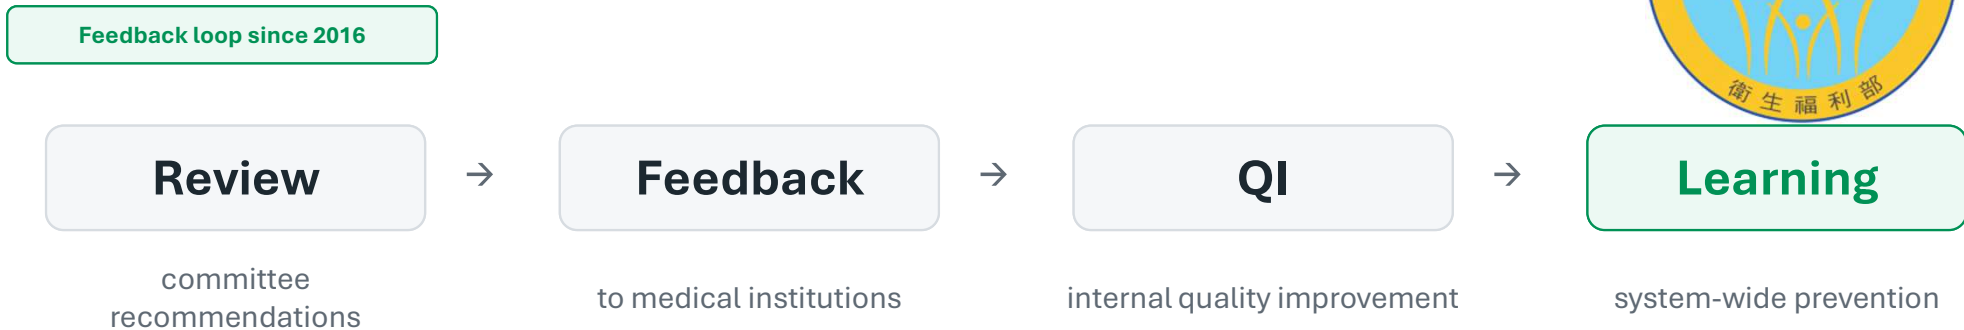 Feedback loop since 2016
衛生福利部
Review → Feedback → QI → Learning
committee
recommendations
to medical institutions
internal quality improvement
system-wide prevention